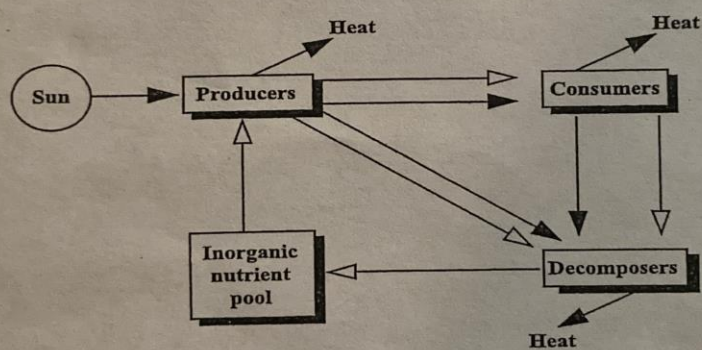 Heat
Heat
Sun
Producers
Consumers
Inorganic
nutrient
pool
Decomposers
Heat